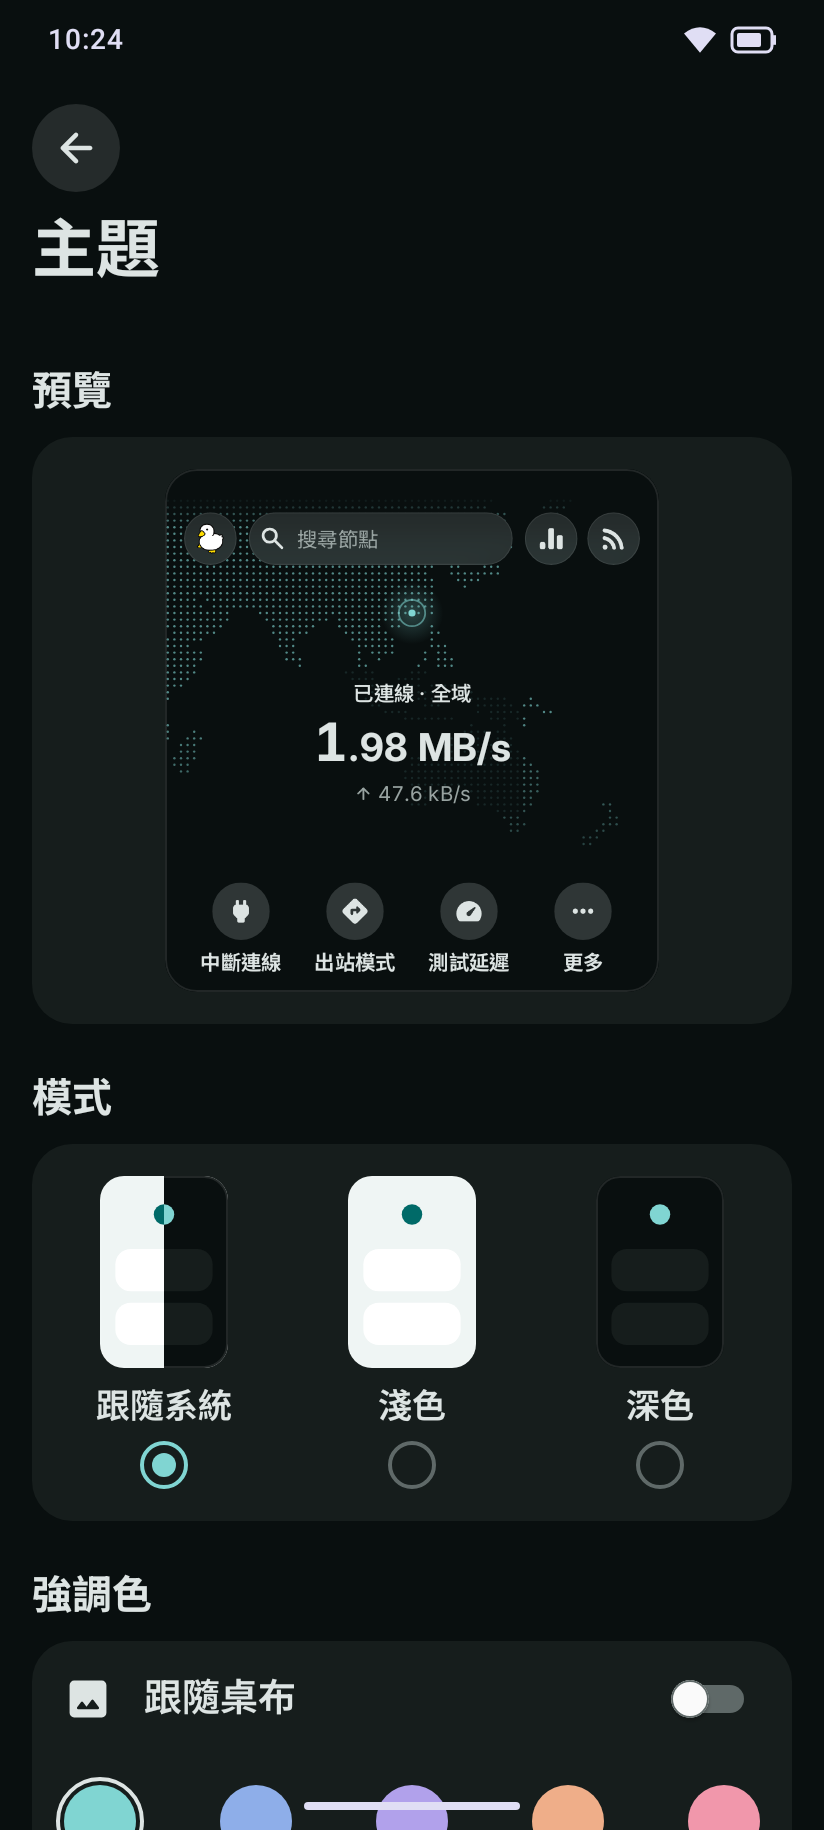 10:24
主題
預覽
搜尋節點
已連線 · 全域
1.98 MB/s
↑ 47.6 kB/s
中斷連線 出站模式 測試延遲 更多
模式
跟隨系統 淺色 深色
強調色
跟隨桌布